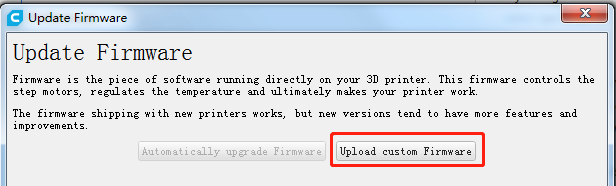 Update Firmware
Update Firmware
Firmware is the piece of software running directly on your 3D printer. This firmware controls the
step motors, regulates the temperature and ultimately makes your printer work.
The firmware shipping with new printers works, but new versions tend to have more features and
improvements.
Automatically upgrade Firmware Upload custom Firmware